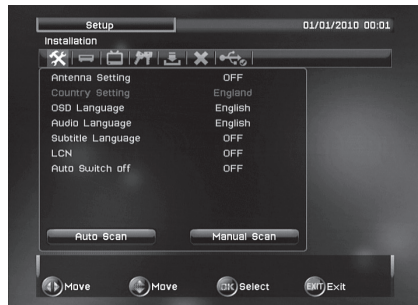 Setup 01/01/2010 00:01
Installation
Antenna Setting OFF
Country Setting England
OSD Language English
Audio Language English
Subtitle Language OFF
LCN OFF
Auto Switch off OFF
Auto Scan Manual Scan
Move Move OK Select EXIT Exit